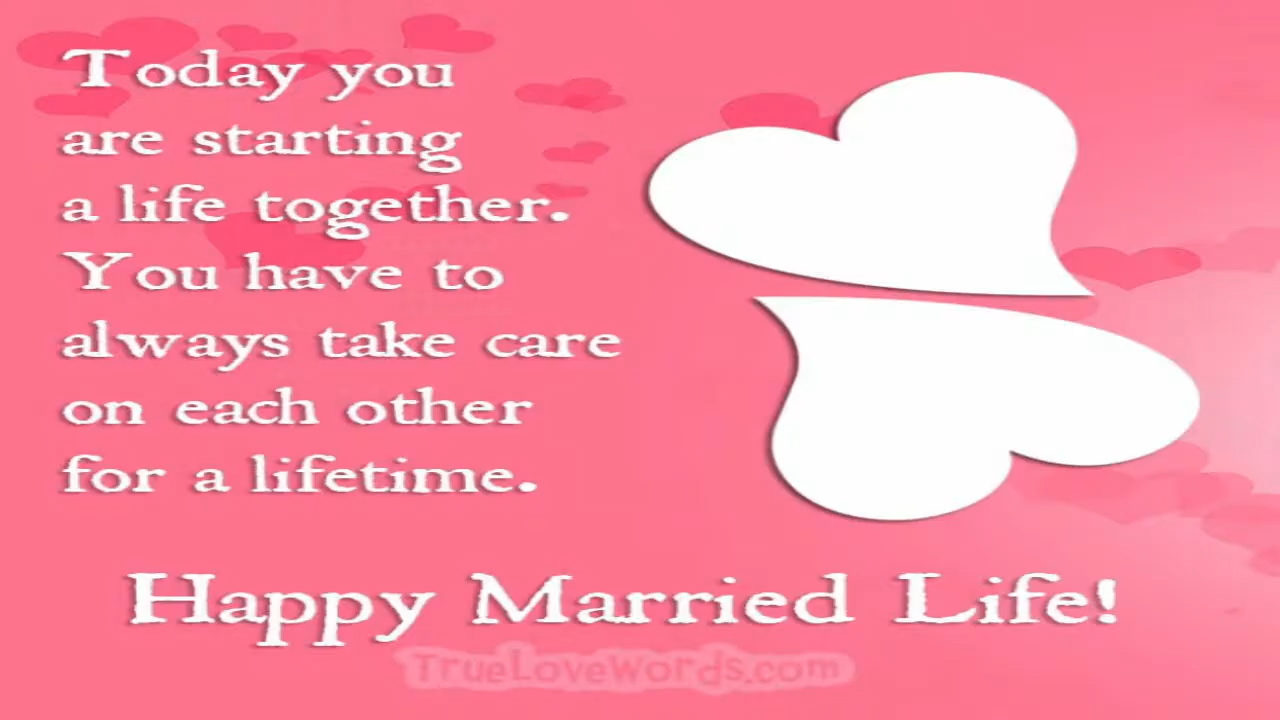 Today you
are starting
a life together.
You have to
always take care
on each other
for a lifetime.
Happy Married Life!
TrueLoveWords.com